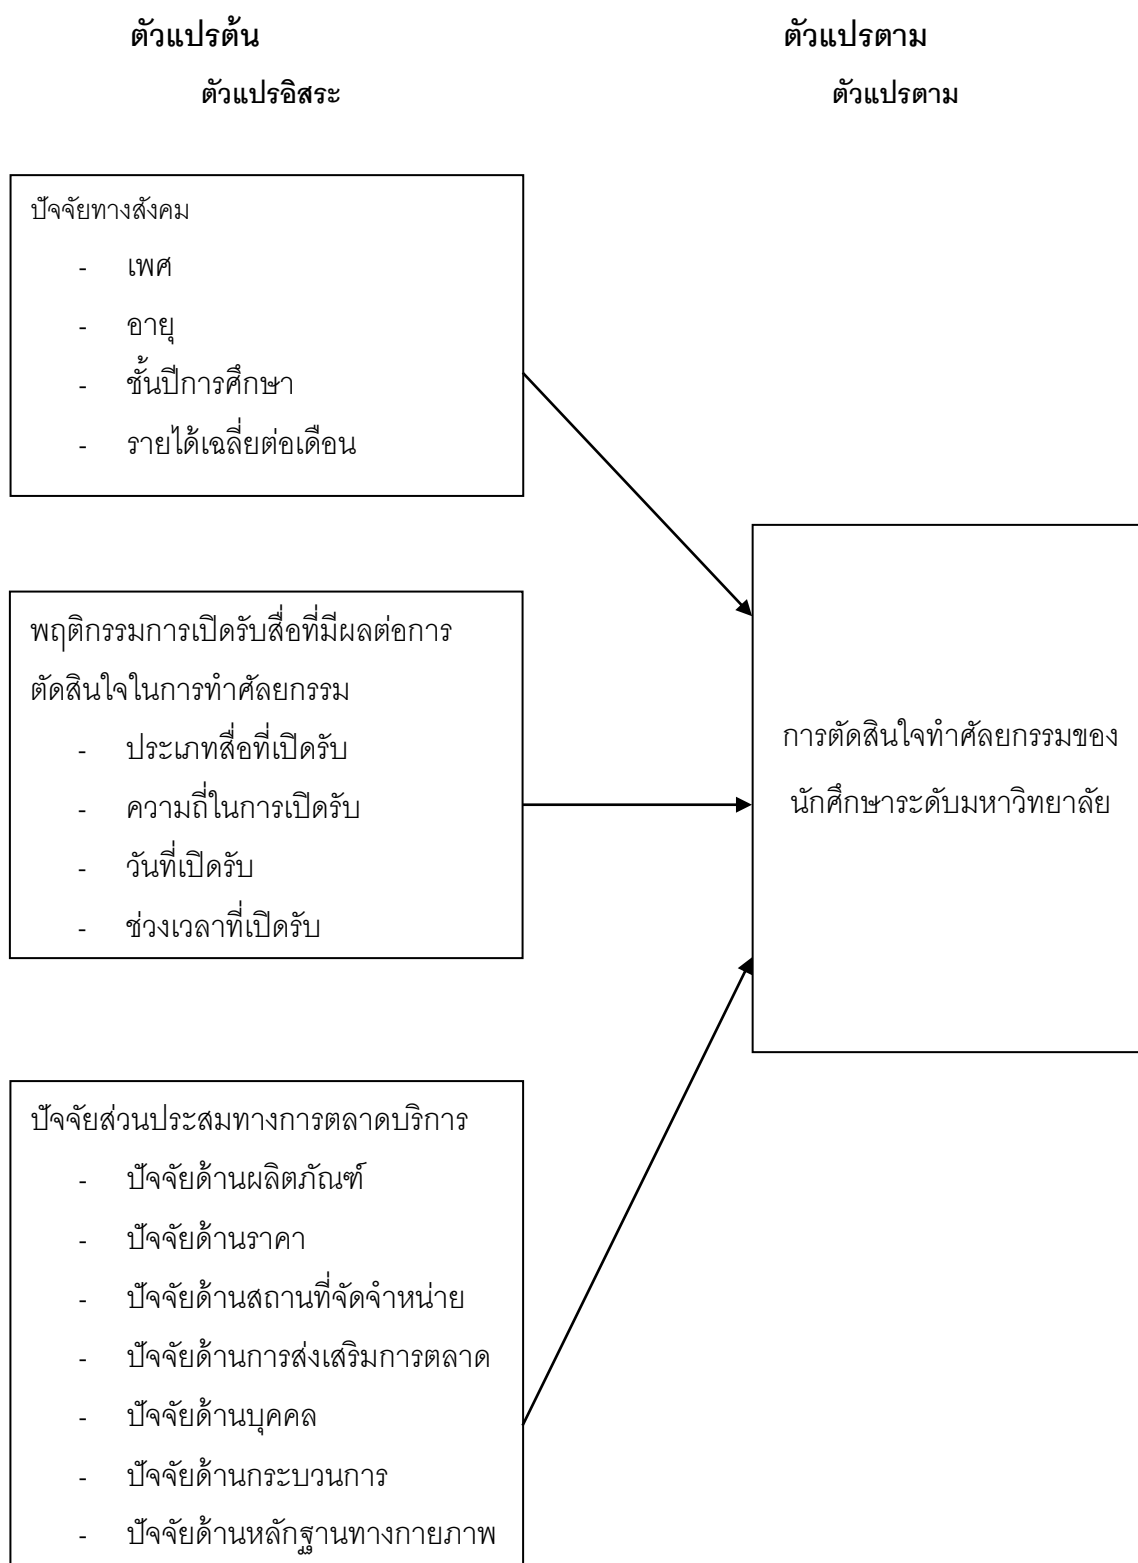 ตัวแปรต้น
ตัวแปรตาม
ตัวแปรอิสระ
ตัวแปรตาม
ปัจจัยทางสังคม
- เพศ
- อายุ
- ชั้นปีการศึกษา
- รายได้เฉลี่ยต่อเดือน
พฤติกรรมการเปิดรับสื่อที่มีผลต่อการ
ตัดสินใจในการทำศัลยกรรม
- ประเภทสื่อที่เปิดรับ
- ความถี่ในการเปิดรับ
- วันที่เปิดรับ
- ช่วงเวลาที่เปิดรับ
ปัจจัยส่วนประสมทางการตลาดบริการ
- ปัจจัยด้านผลิตภัณฑ์
- ปัจจัยด้านราคา
- ปัจจัยด้านสถานที่จัดจำหน่าย
- ปัจจัยด้านการส่งเสริมการตลาด
- ปัจจัยด้านบุคคล
- ปัจจัยด้านกระบวนการ
- ปัจจัยด้านหลักฐานทางกายภาพ
การตัดสินใจทำศัลยกรรมของ
นักศึกษาระดับมหาวิทยาลัย